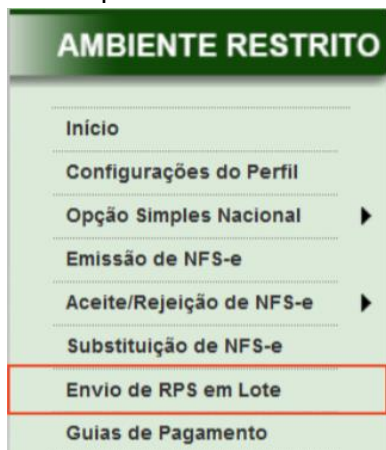 AMBIENTE RESTRITO
Início
Configurações do Perfil
Opção Simples Nacional
Emissão de NFS-e
Aceite/Rejeição de NFS-e
Substituição de NFS-e
Envio de RPS em Lote
Guias de Pagamento